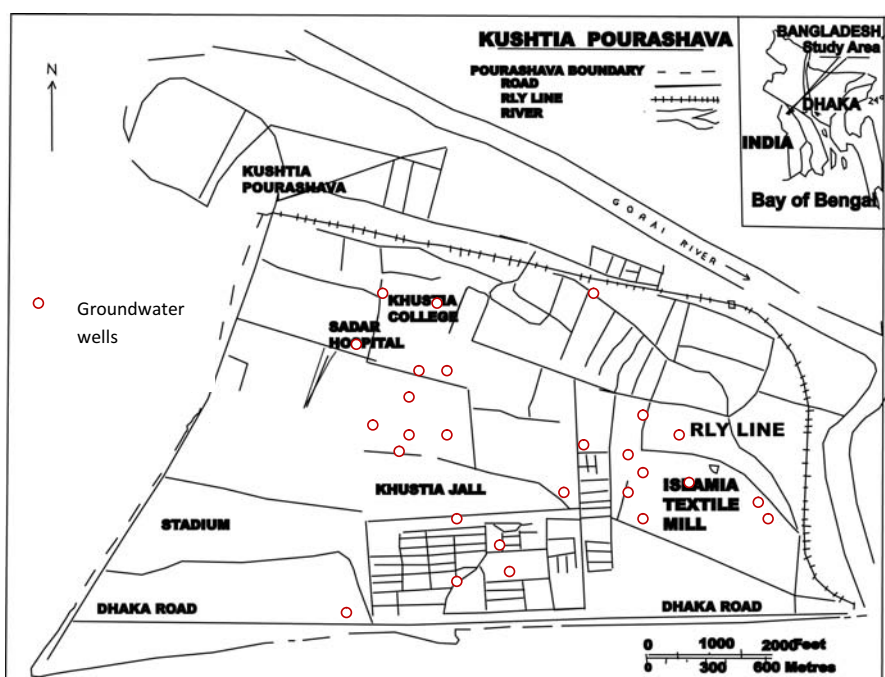 KUSHTIA POURASHAVA
POURASHAVA BOUNDARY
ROAD
RLY LINE
RIVER
BANGLADESH
Study Area
DHAKA
24°
INDIA
Bay of Bengal
N
KUSHTIA
POURASHAVA
GORAI RIVER
Groundwater
wells
KHUSTIA
COLLEGE
SADAR
HOSPITAL
RLY LINE
KHUSTIA JALL
ISLAMIA
TEXTILE
MILL
STADIUM
DHAKA ROAD
DHAKA ROAD
0 1000 2000 Feet
0 300 600 Metres